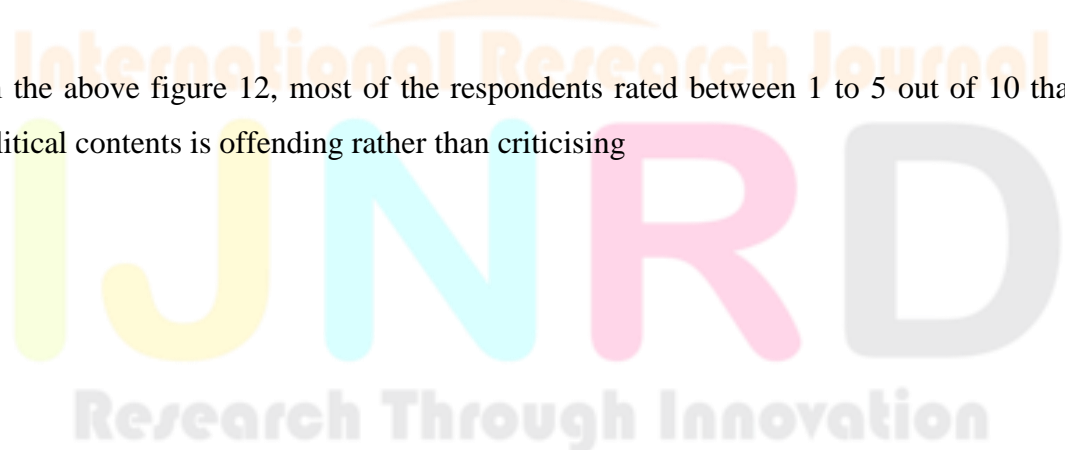 International Research Journal
n the above figure 12, most of the respondents rated between 1 to 5 out of 10 tha
litical contents is offending rather than criticising
IJNRD
Research Through Innovation